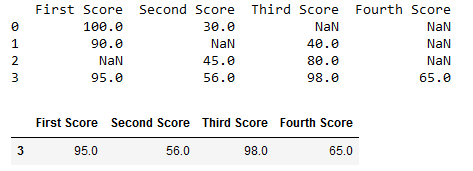 First Score Second Score Third Score Fourth Score
0 100.0 30.0 NaN NaN
1 90.0 NaN 40.0 NaN
2 NaN 45.0 80.0 NaN
3 95.0 56.0 98.0 65.0
First Score Second Score Third Score Fourth Score
3 95.0 56.0 98.0 65.0